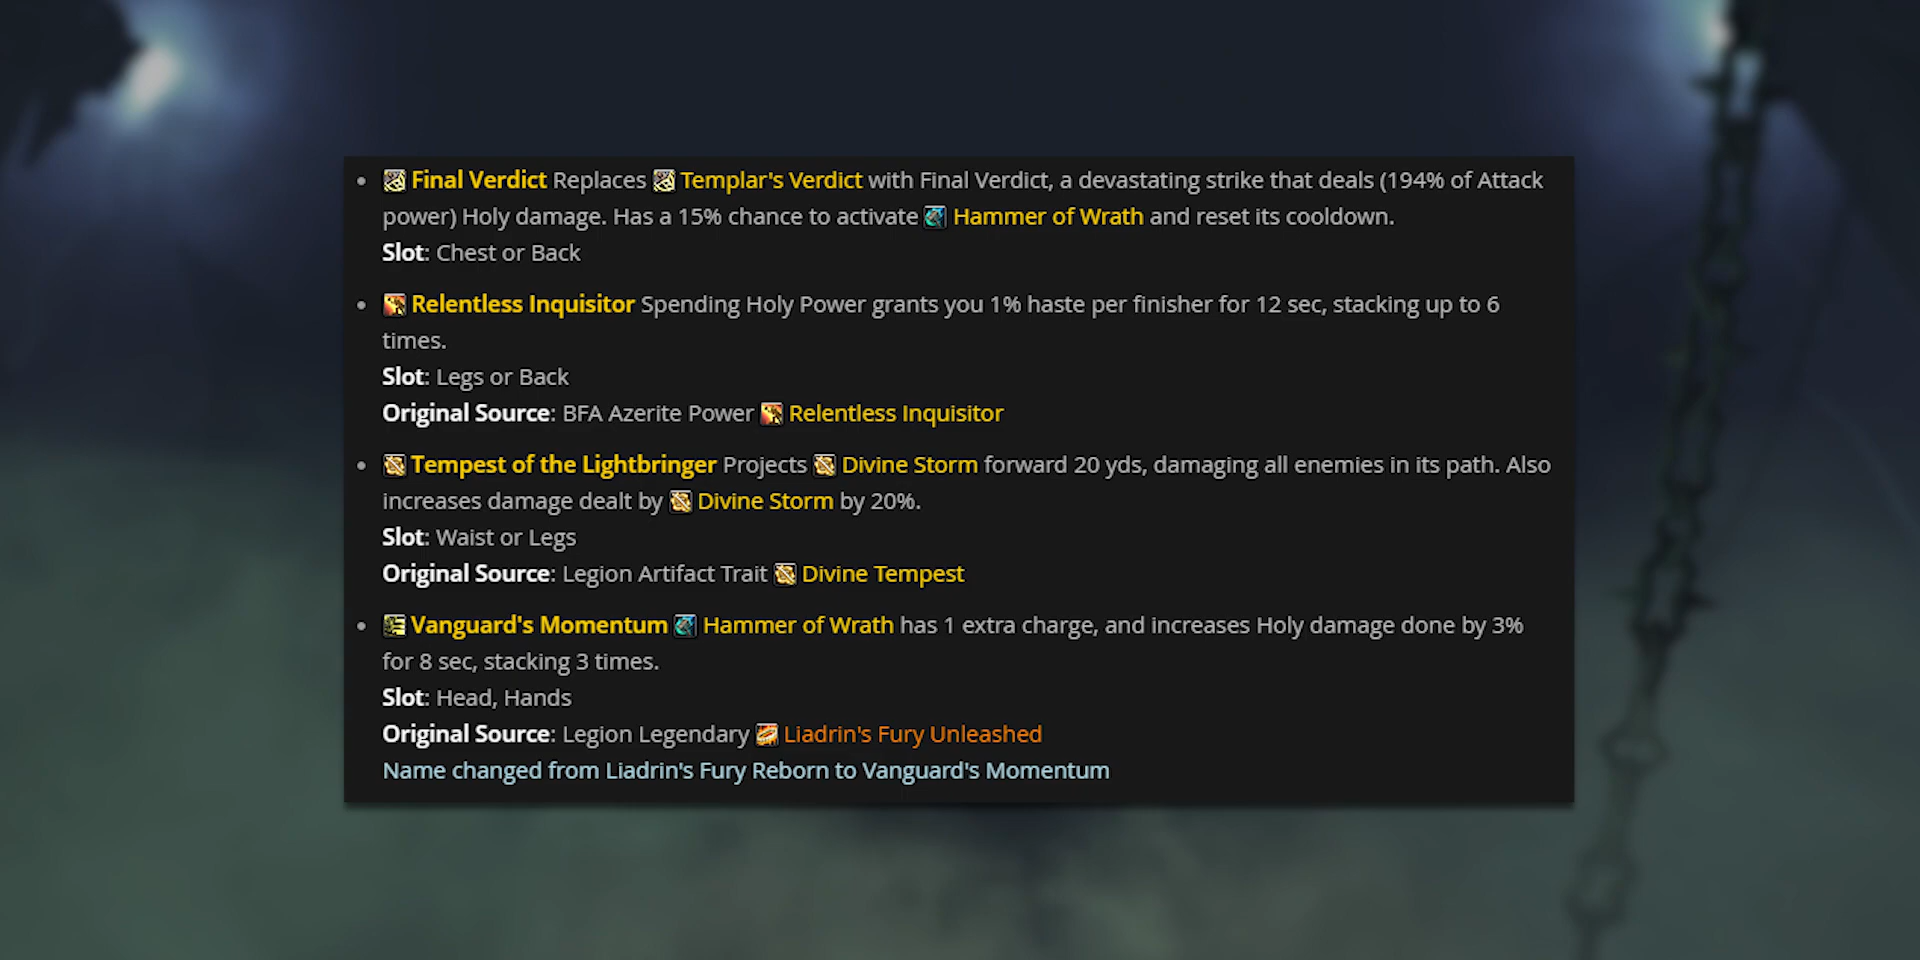 Final Verdict Replaces Templar's Verdict with Final Verdict, a devastating strike that deals (194% of Attack
power) Holy damage. Has a 15% chance to activate Hammer of Wrath and reset its cooldown.
Slot: Chest or Back
Relentless Inquisitor Spending Holy Power grants you 1% haste per finisher for 12 sec, stacking up to 6
times.
Slot: Legs or Back
Original Source: BFA Azerite Power Relentless Inquisitor
Tempest of the Lightbringer Projects Divine Storm forward 20 yds, damaging all enemies in its path. Also
increases damage dealt by Divine Storm by 20%.
Slot: Waist or Legs
Original Source: Legion Artifact Trait Divine Tempest
Vanguard's Momentum Hammer of Wrath has 1 extra charge, and increases Holy damage done by 3%
for 8 sec, stacking 3 times.
Slot: Head, Hands
Original Source: Legion Legendary Liadrin's Fury Unleashed
Name changed from Liadrin's Fury Reborn to Vanguard's Momentum